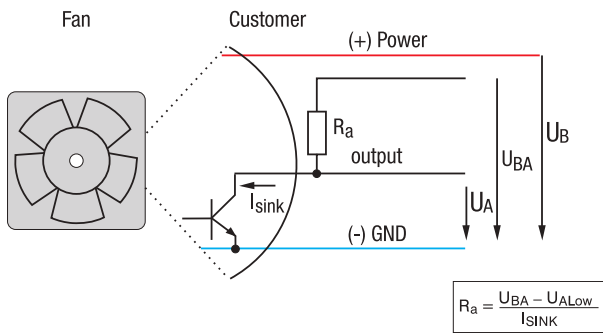 Fan
Customer
(+) Power
Ra
UB
UBA
output
Isink
UA
(-) GND
Ra = UBA – UALow
ISINK